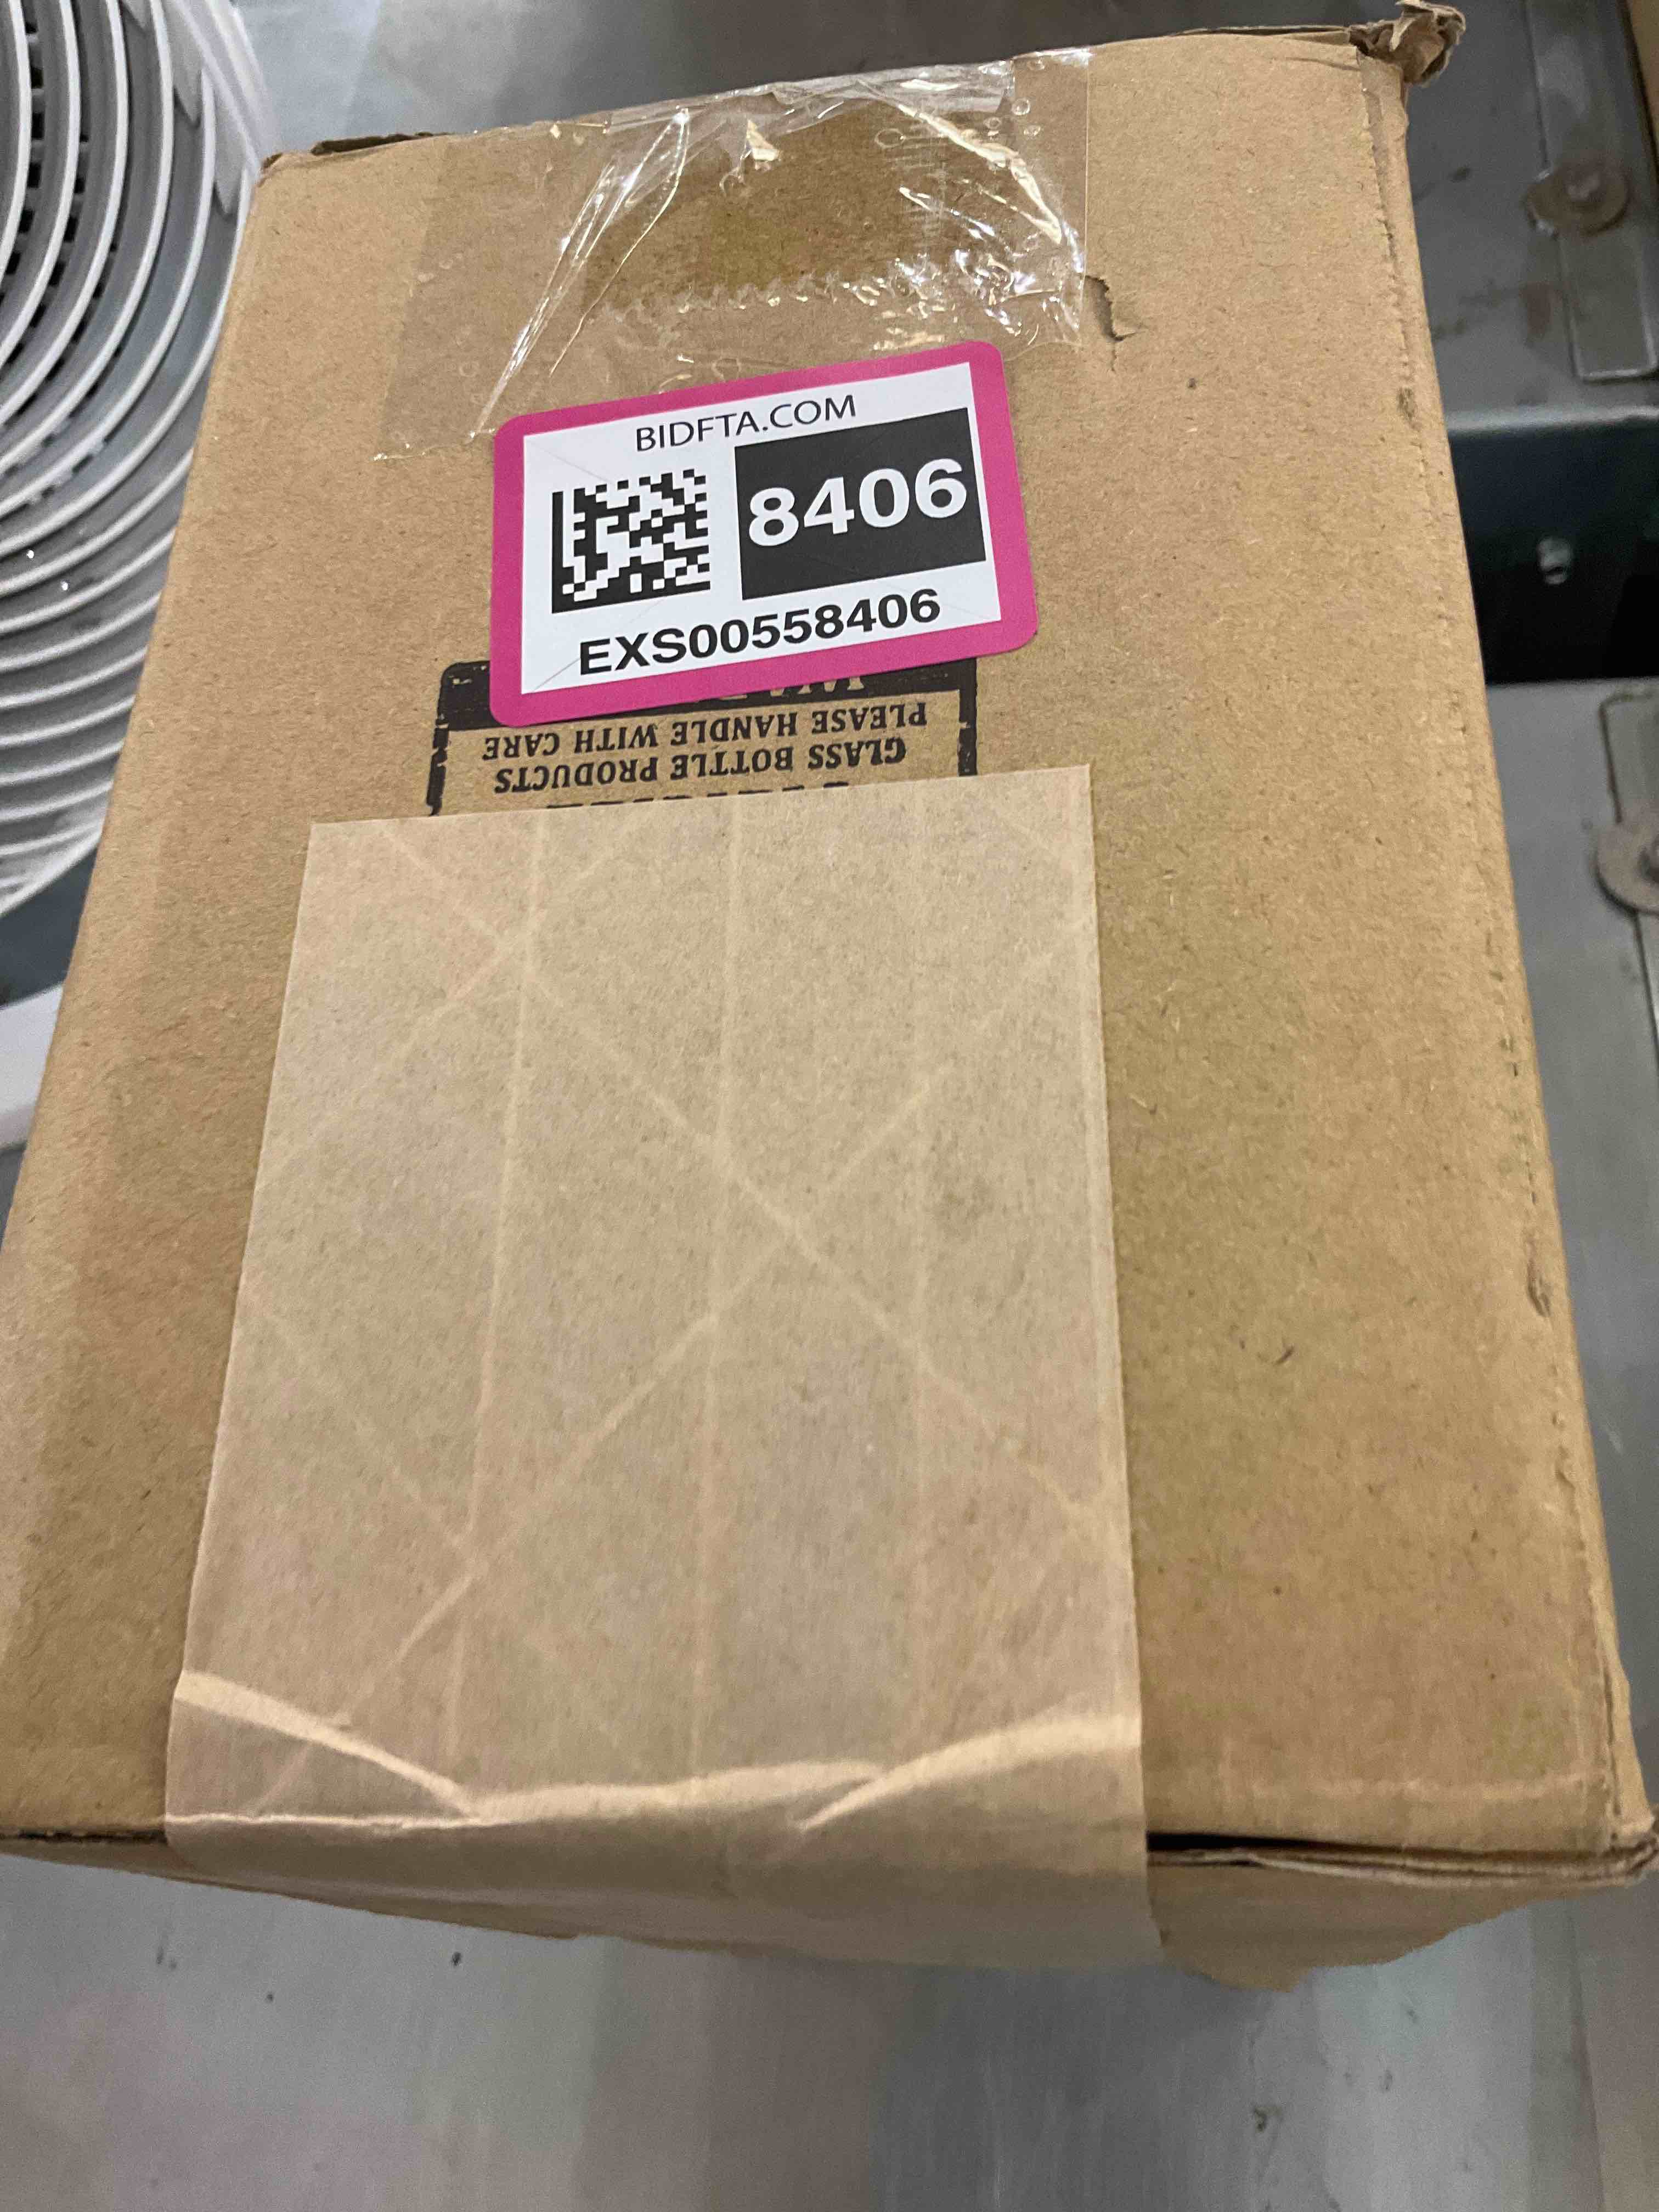 BIDFTA.COM
8406
EXS00558406
GLASS BOTTLE PRODUCTS
PLEASE HANDLE WITH CARE